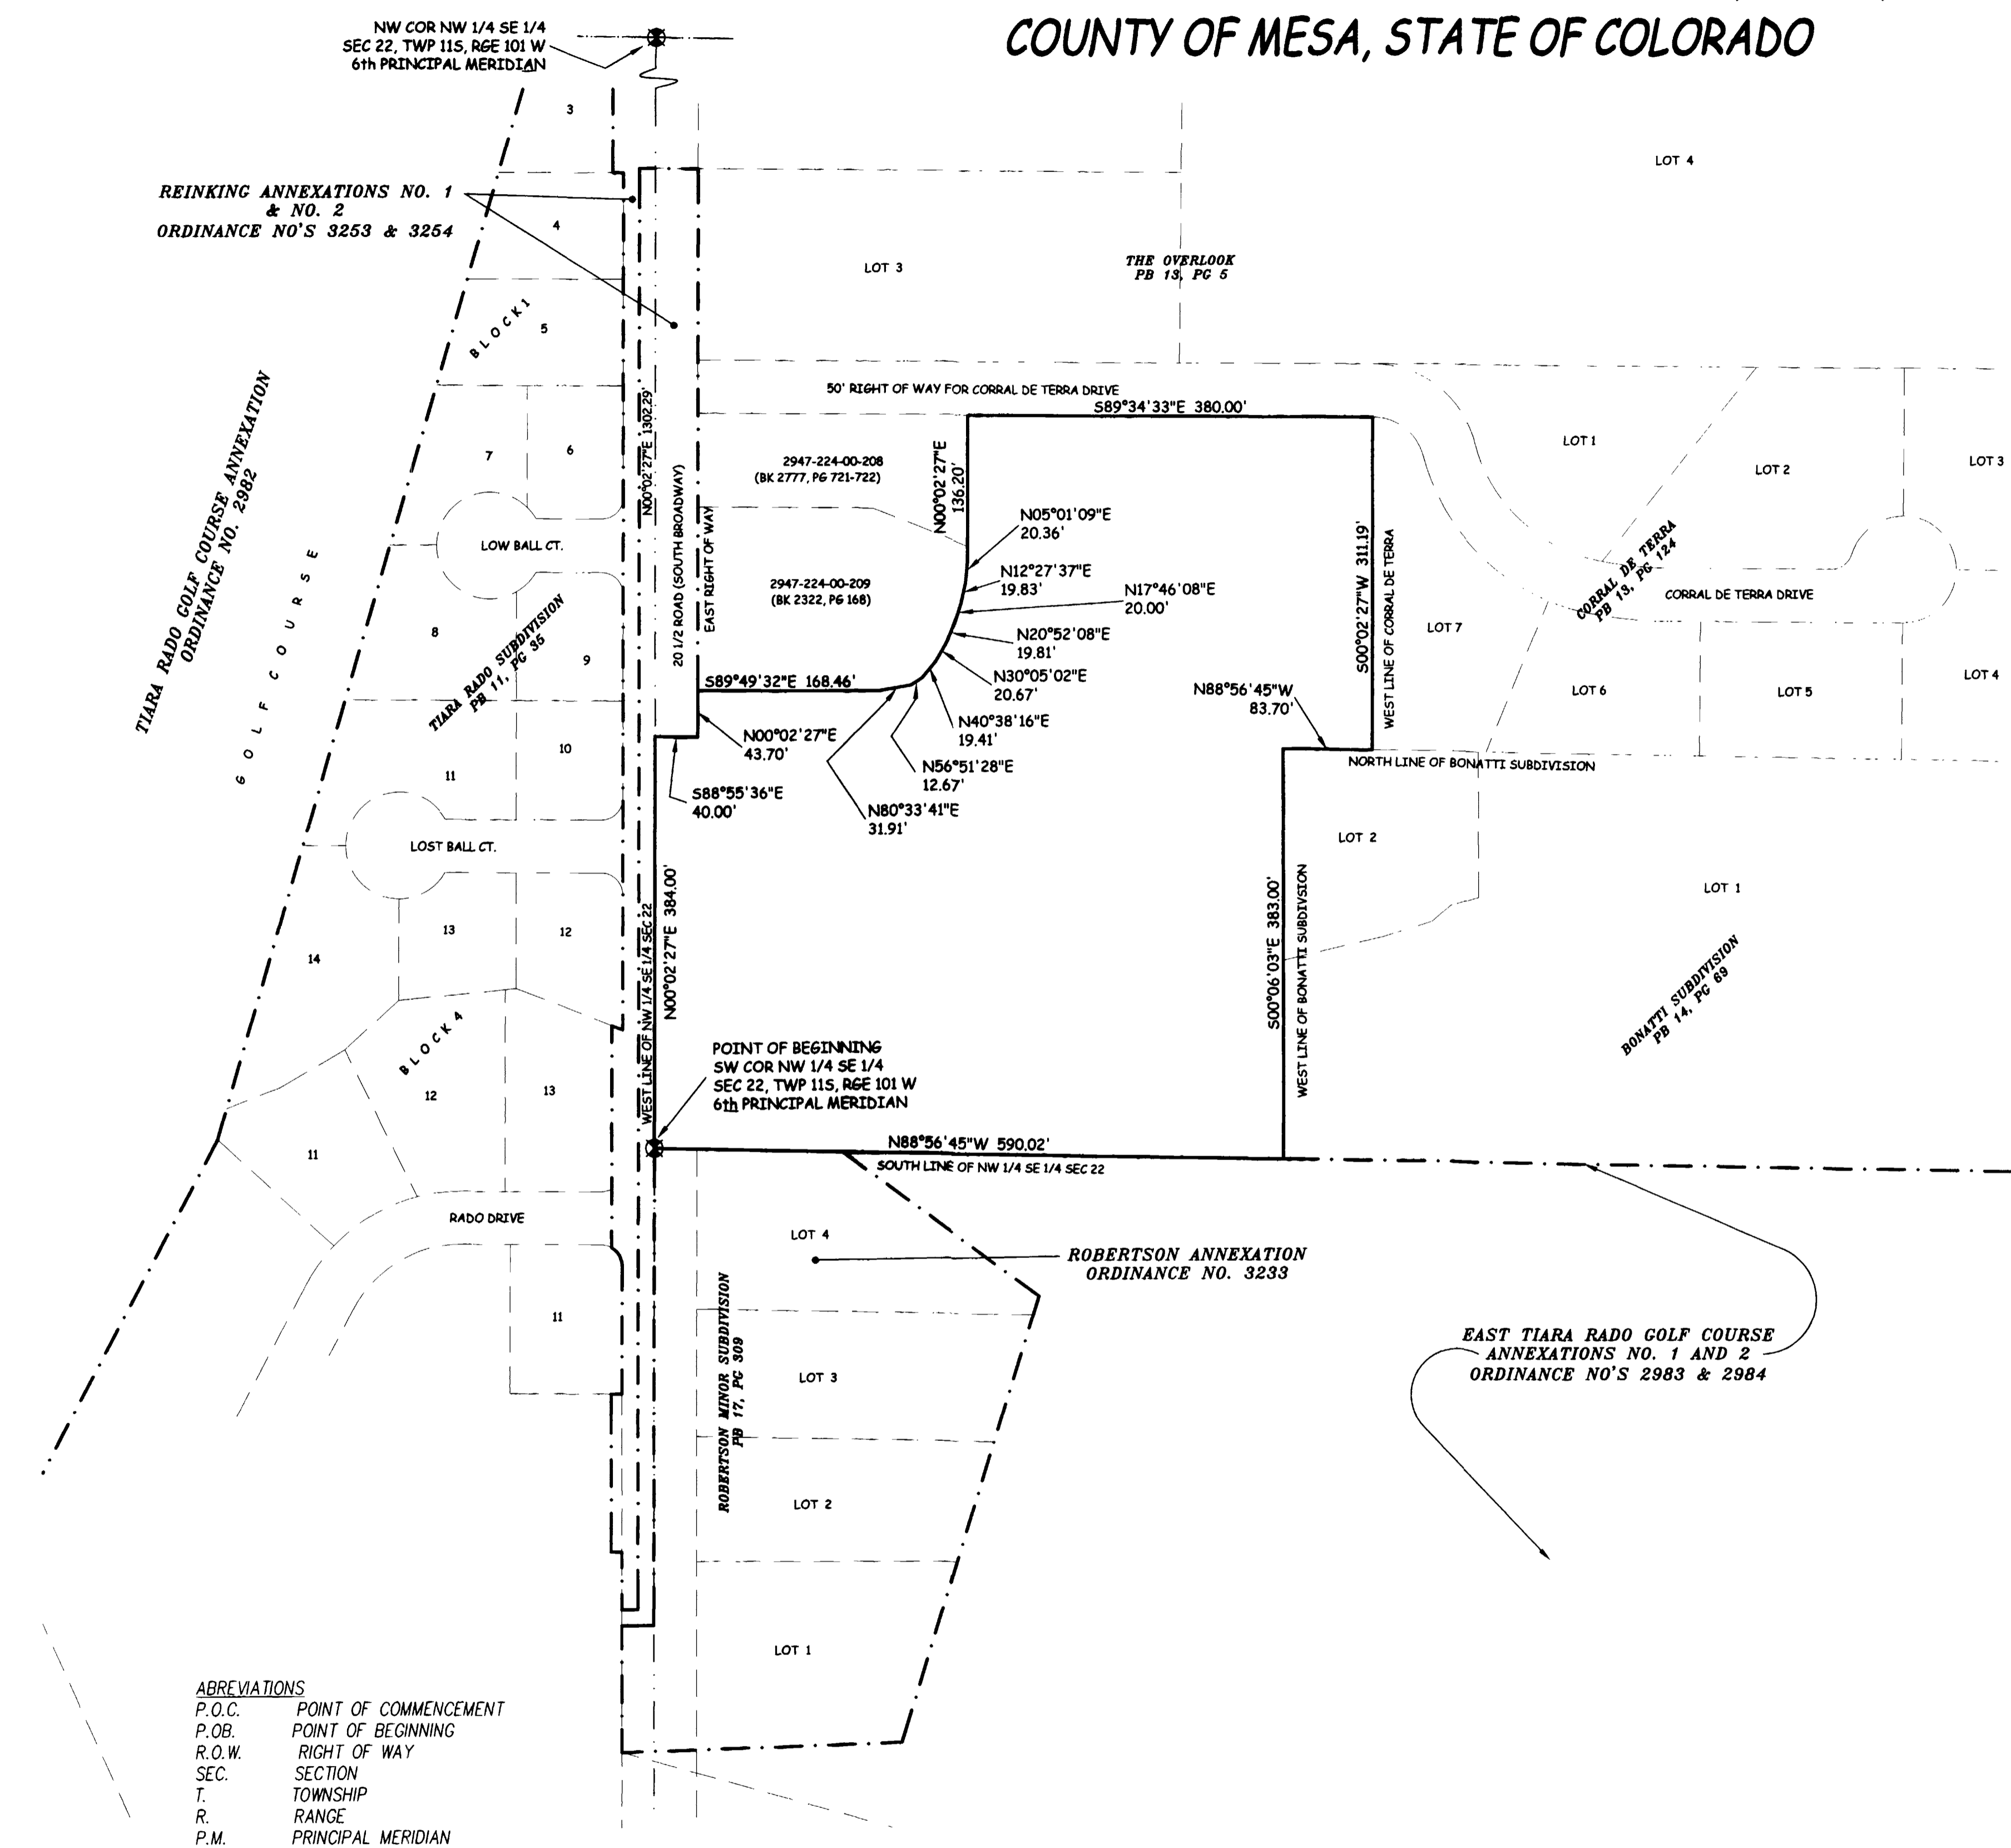 COUNTY OF MESA, STATE OF COLORADO
NW COR NW 1/4 SE 1/4
SEC 22, TWP 11S, RGE 101 W
6th PRINCIPAL MERIDIAN
3
LOT 4
REINKING ANNEXATIONS NO. 1
& NO. 2
ORDINANCE NO'S 3253 & 3254
4
LOT 3
THE OVERLOOK
PB 13, PG 5
BLOCK 1
5
TIARA RADO GOLF COURSE ANNEXATION
ORDINANCE NO. 2982
GOLF COURSE
N00°02'27"E 1302.29'
50' RIGHT OF WAY FOR CORRAL DE TERRA DRIVE
S89°34'33"E 380.00'
7
6
2947-224-00-208
(BK 2777, PG 721-722)
N00°02'27"E
136.20'
LOT 1
LOT 2
LOT 3
20 1/2 ROAD (SOUTH BROADWAY)
EAST RIGHT OF WAY
N05°01'09"E
20.36'
LOW BALL CT.
2947-224-00-209
(BK 2322, PG 168)
N12°27'37"E
19.83'
N17°46'08"E
20.00'
S00°02'27"W 311.19'
WEST LINE OF CORRAL DE TERRA
CORRAL DE TERRA
PB 13, PG 124
CORRAL DE TERRA DRIVE
8
9
TIARA RADO SUBDIVISION
PB 11, PG 35
N20°52'08"E
19.81'
LOT 7
N30°05'02"E
20.67'
S89°49'32"E 168.46'
N88°56'45"W
83.70'
LOT 6
LOT 5
LOT 4
N40°38'16"E
19.41'
N00°02'27"E
43.70'
10
11
N56°51'28"E
12.67'
NORTH LINE OF BONATTI SUBDIVISION
S88°55'36"E
40.00'
N80°33'41"E
31.91'
LOST BALL CT.
LOT 2
LOT 1
N00°02'27"E 384.00'
WEST LINE OF NW 1/4 SE 1/4 SEC 22
S00°06'03"E 383.00'
WEST LINE OF BONATTI SUBDIVSION
13
12
14
BONATTI SUBDIVISION
PB 14, PG 69
BLOCK 4
POINT OF BEGINNING
SW COR NW 1/4 SE 1/4
SEC 22, TWP 11S, RGE 101 W
6th PRINCIPAL MERIDIAN
12
13
11
N88°56'45"W 590.02'
SOUTH LINE OF NW 1/4 SE 1/4 SEC 22
RADO DRIVE
LOT 4
ROBERTSON ANNEXATION
ORDINANCE NO. 3233
11
ROBERTSON MINOR SUBDIVISION
PB 17, PG 309
LOT 3
EAST TIARA RADO GOLF COURSE
ANNEXATIONS NO. 1 AND 2
ORDINANCE NO'S 2983 & 2984
LOT 2
LOT 1
ABREVIATIONS
P.O.C. POINT OF COMMENCEMENT
P.OB. POINT OF BEGINNING
R.O.W. RIGHT OF WAY
SEC. SECTION
T. TOWNSHIP
R. RANGE
P.M. PRINCIPAL MERIDIAN